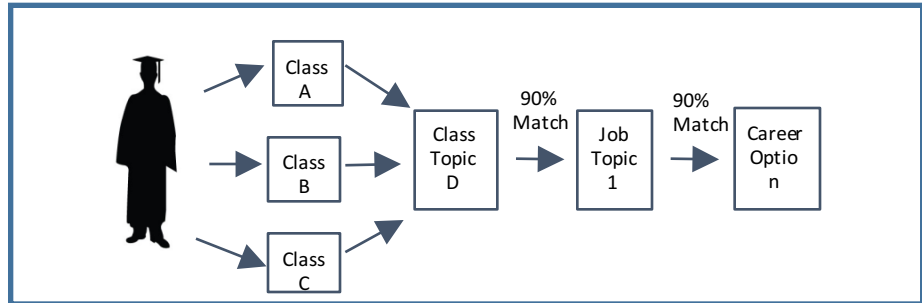 Class
A
Class
B
Class
C
Class
Topic
D
90%
Match
Job
Topic
1
90%
Match
Career
Optio
n